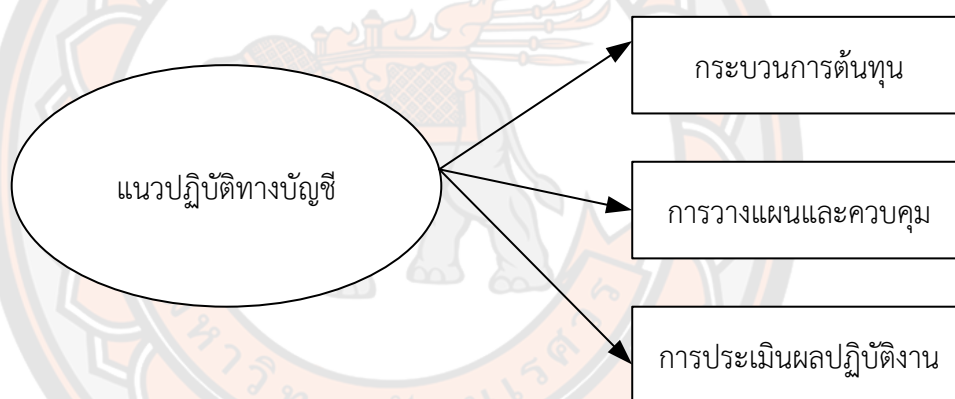 กระบวนการต้นทุน
แนวปฏิบัติทางบัญชี
การวางแผนและควบคุม
การประเมินผลปฏิบัติงาน